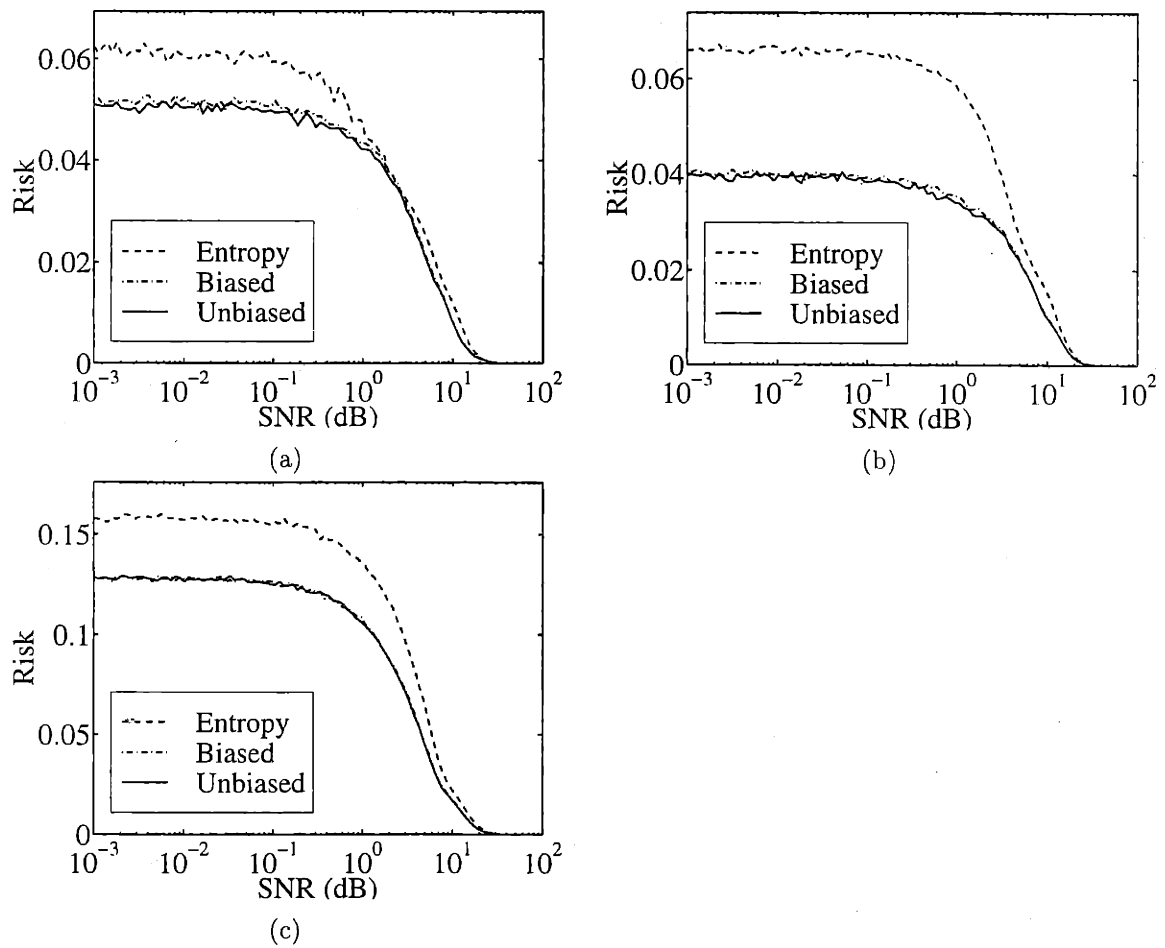 0.06
0.04
0.02
0
Risk
Entropy
Biased
Unbiased
10^-3 10^-2 10^-1 10^0 10^1 10^2
SNR (dB)
(a)
0.06
0.04
0.02
0
Risk
Entropy
Biased
Unbiased
10^-3 10^-2 10^-1 10^0 10^1 10^2
SNR (dB)
(b)
0.15
0.1
0.05
0
Risk
Entropy
Biased
Unbiased
10^-3 10^-2 10^-1 10^0 10^1 10^2
SNR (dB)
(c)